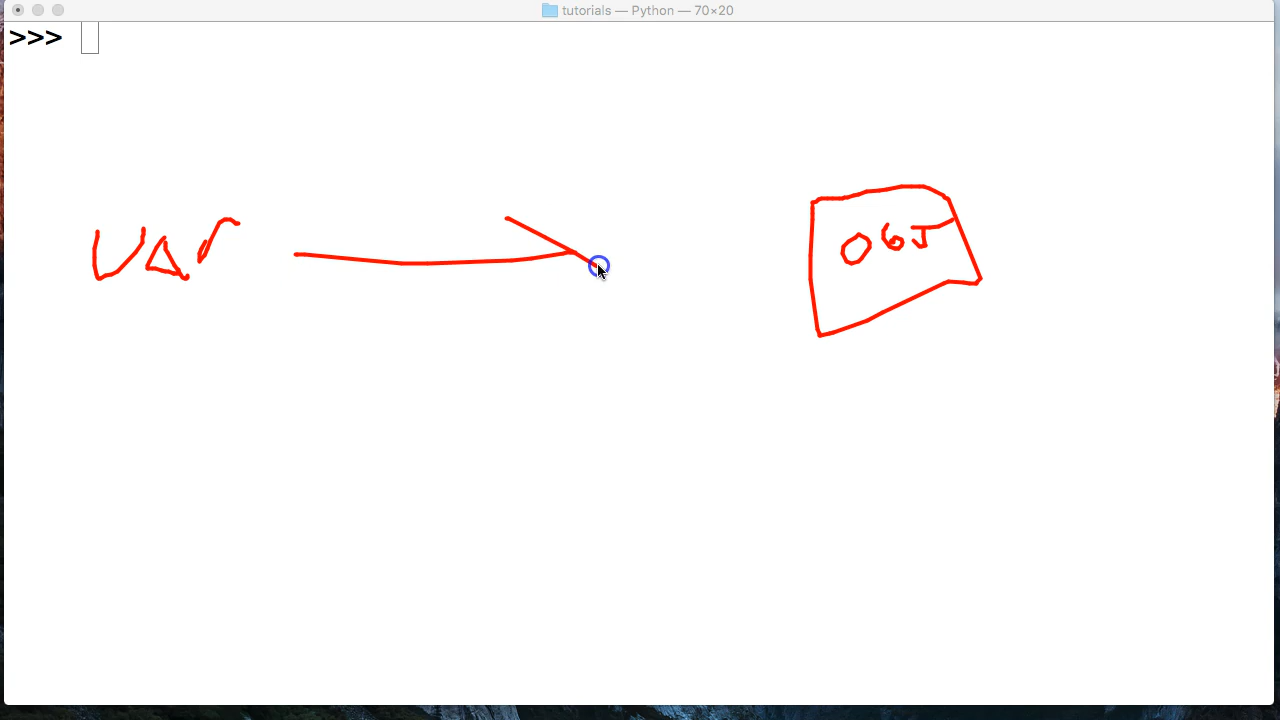 tutorials — Python — 70×20
>>>
var
obJ